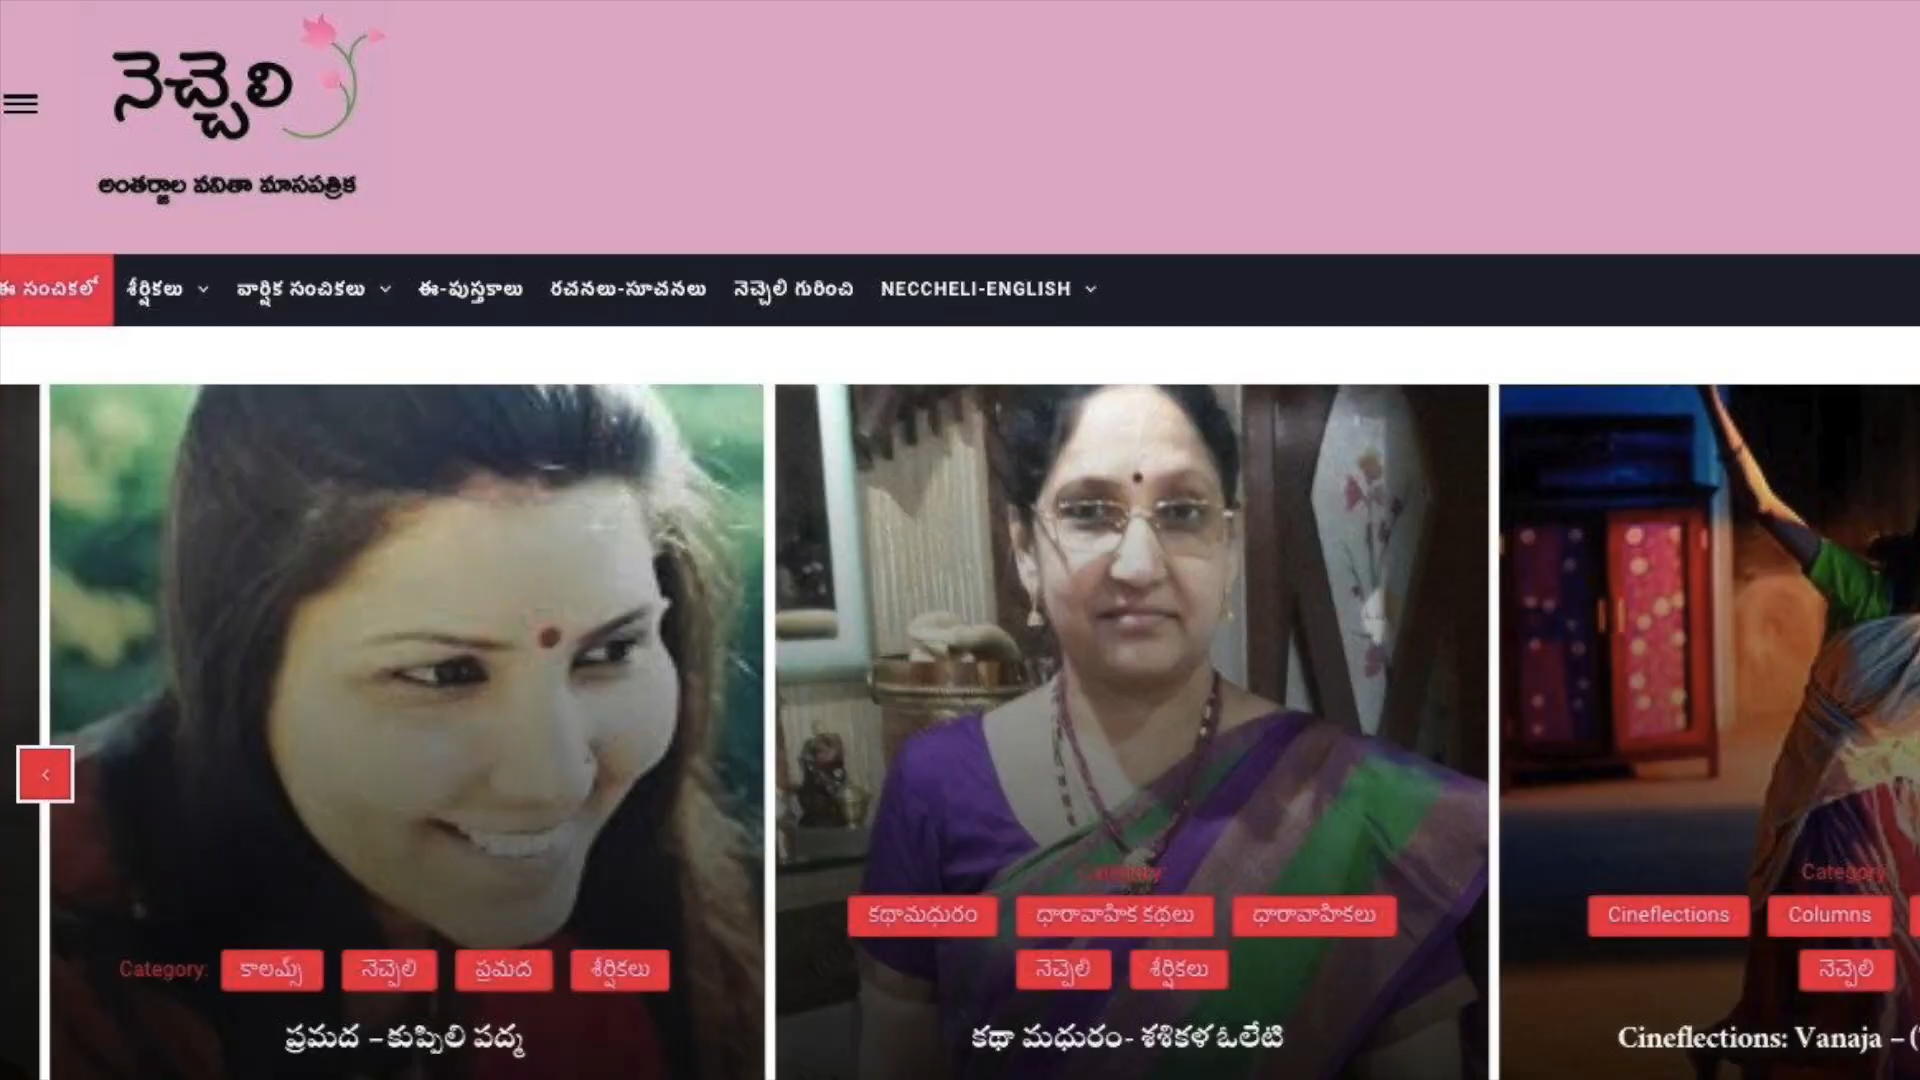 నెచ్చెలి
అంతర్జాల వనితా మాసపత్రిక
ఈ సంచికలో శీర్షికలు వార్షిక సంచికలు ఈ-పుస్తకాలు రచనలు-సూచనలు నెచ్చెలి గురించి NECCHELI-ENGLISH
Category: కాలమ్స్ నెచ్చెలి ప్రమద శీర్షికలు
ప్రమద – కుప్పిలి పద్మ
Category:
కథామధురం ధారావాహిక కథలు ధారావాహికలు
నెచ్చెలి శీర్షికలు
కథా మధురం- శశికళ ఓలేటి
Category:
Cineflections Columns
నెచ్చెలి
Cineflections: Vanaja – (